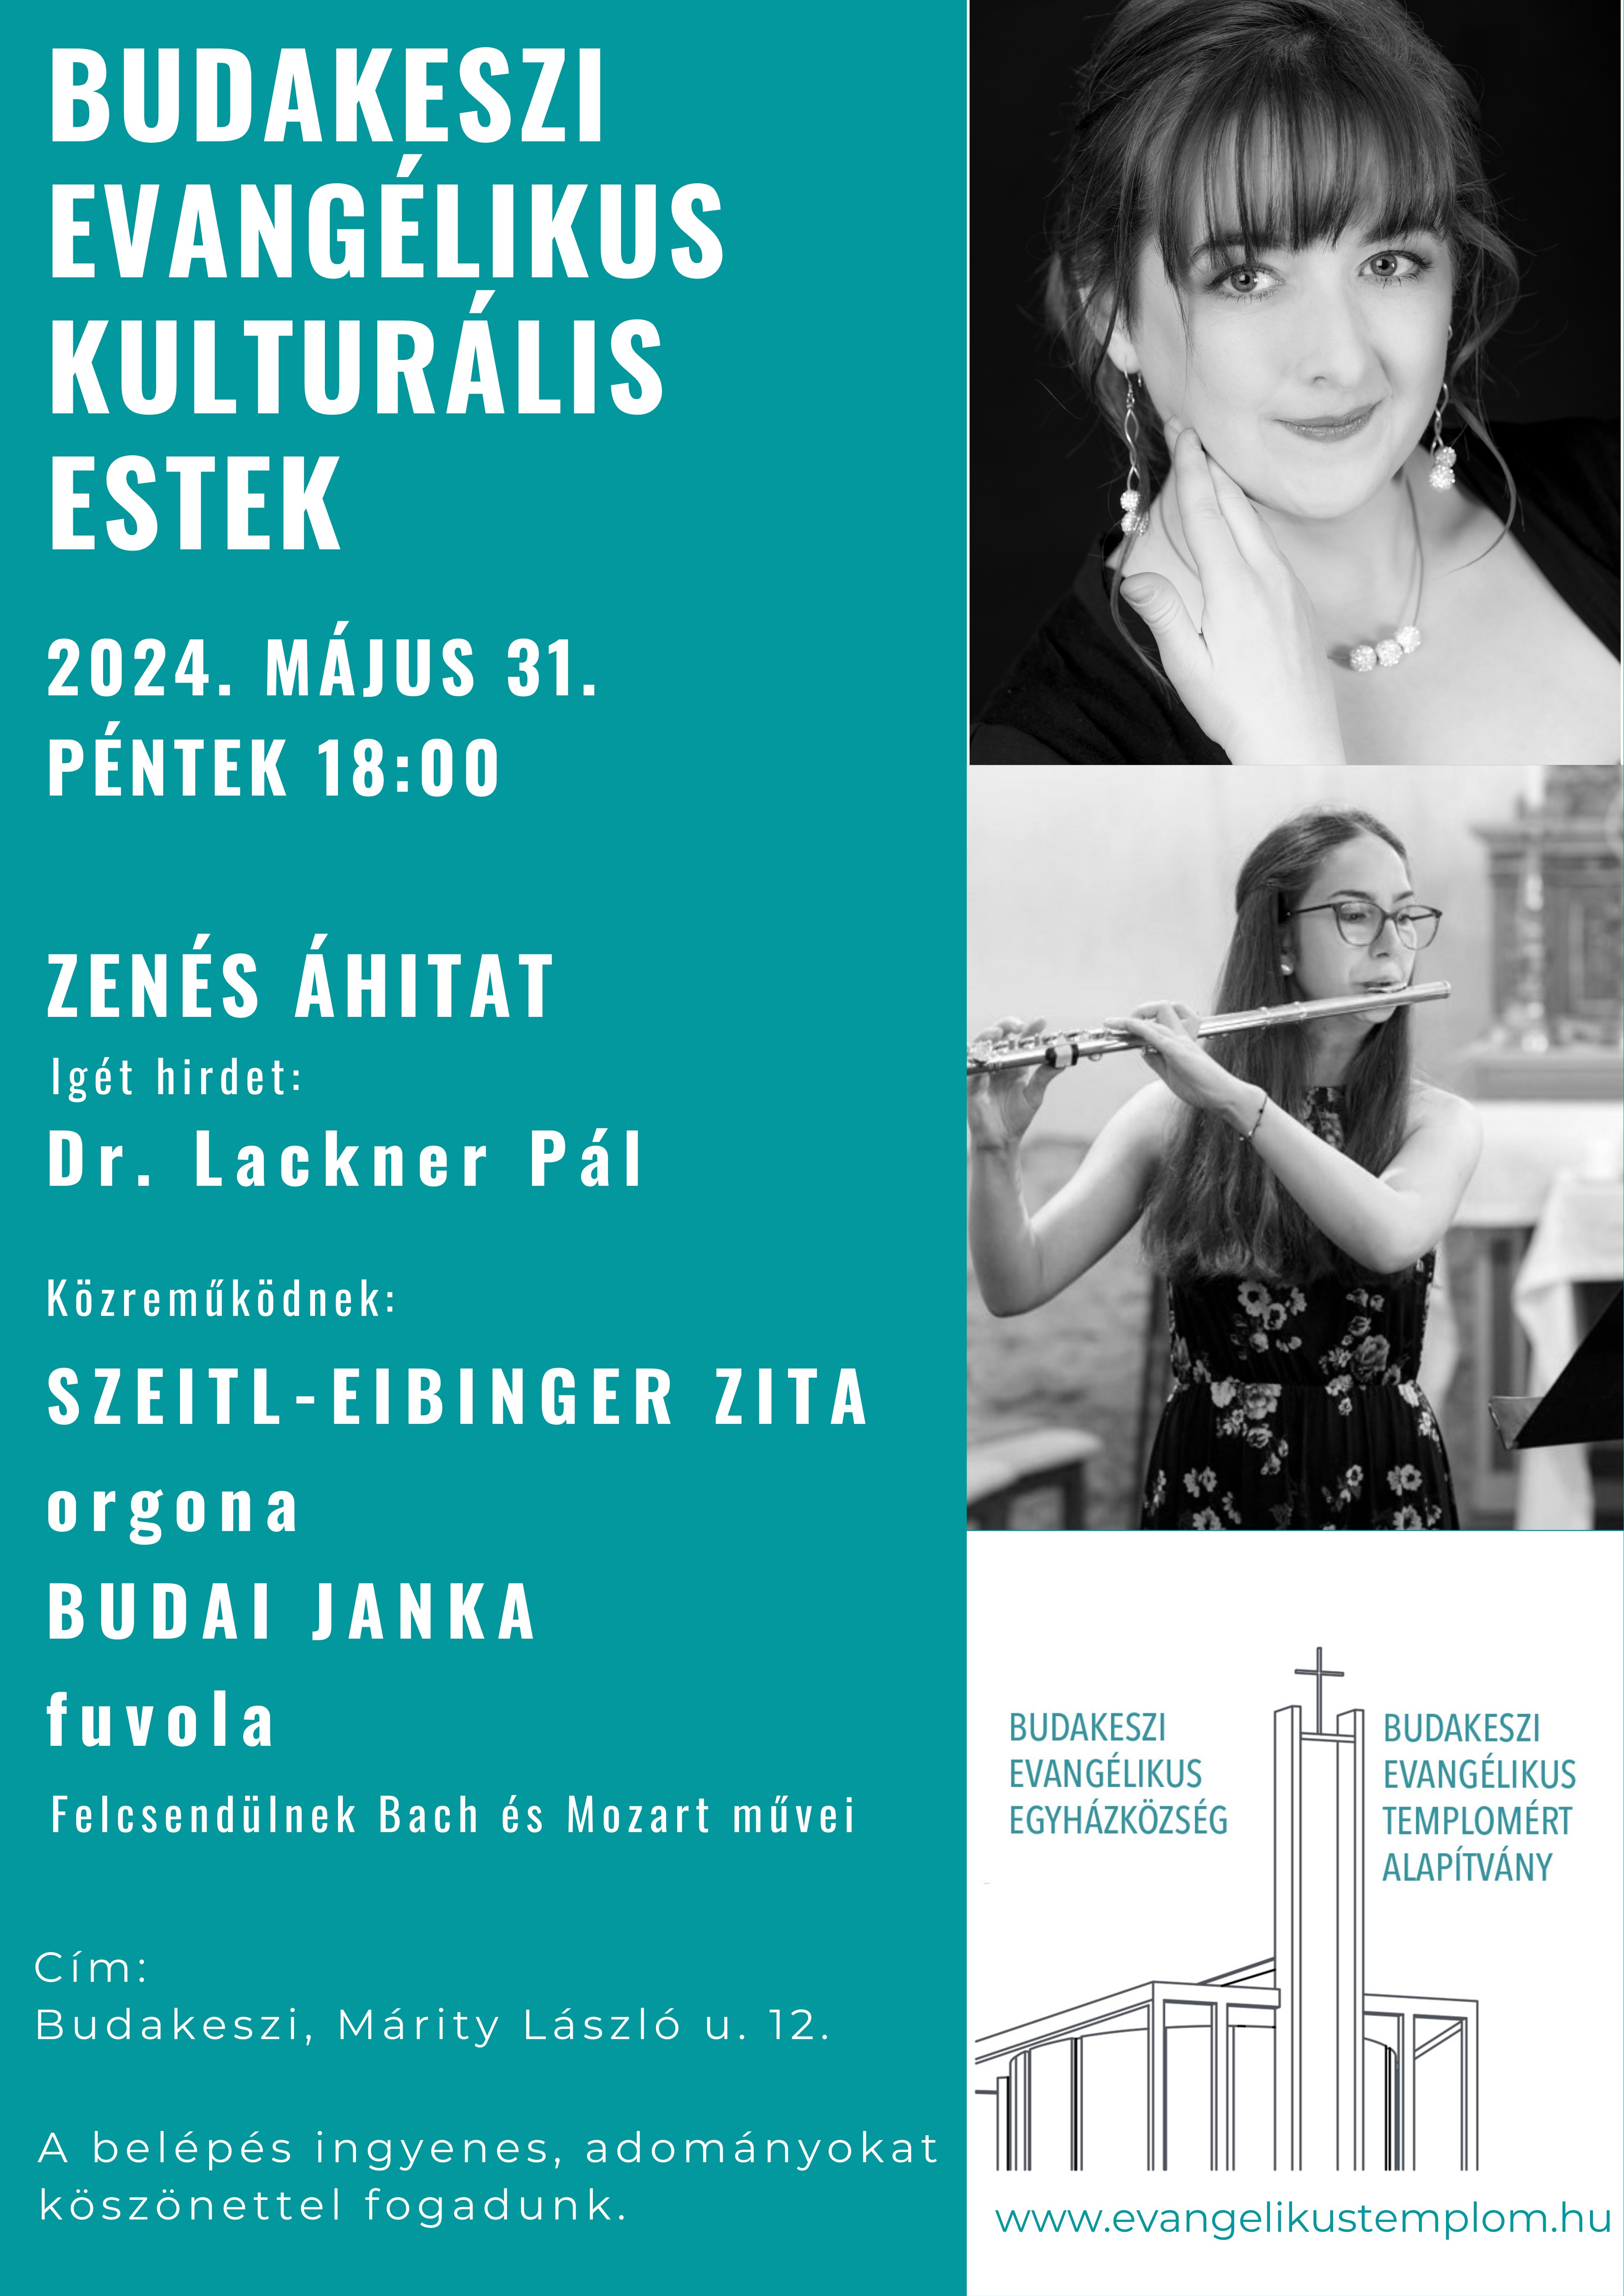 BUDAKESZI
EVANGÉLIKUS
KULTURÁLIS
ESTEK
2024. MÁJUS 31.
PÉNTEK 18:00
ZENÉS ÁHITAT
Igét hirdet:
Dr. Lackner Pál
Közreműködnek:
SZEITL-EIBINGER ZITA
orgona
BUDAI JANKA
fuvola
Felcsendülnek Bach és Mozart művei
Cím:
Budakeszi, Márity László u. 12.
A belépés ingyenes, adományokat
köszönettel fogadunk.
BUDAKESZI
EVANGÉLIKUS
EGYHÁZKÖZSÉG
BUDAKESZI
EVANGÉLIKUS
TEMPLOMÉRT
ALAPÍTVÁNY
www.evangelikustemplom.hu